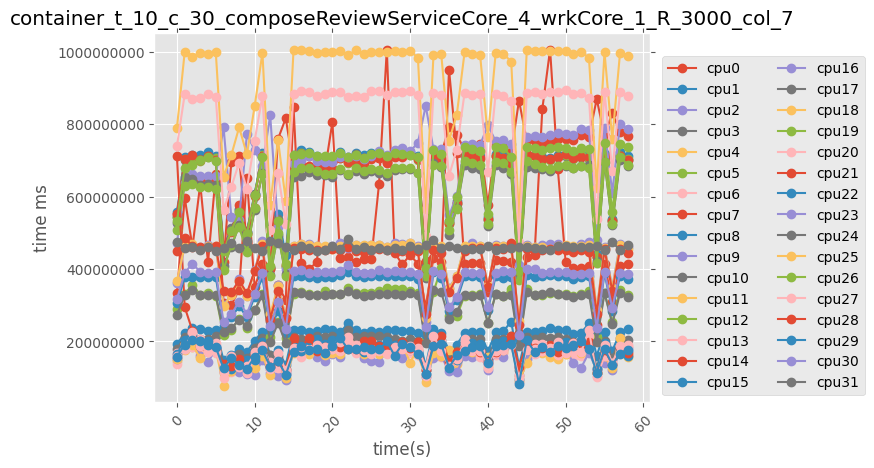 container_t_10_c_30_composeReviewServiceCore_4_wrkCore_1_R_3000_col_7
1000000000
800000000
600000000
400000000
200000000
time ms
0 10 20 30 40 50 60
time(s)
cpu0 cpu16
cpu1 cpu17
cpu2 cpu18
cpu3 cpu19
cpu4 cpu20
cpu5 cpu21
cpu6 cpu22
cpu7 cpu23
cpu8 cpu24
cpu9 cpu25
cpu10 cpu26
cpu11 cpu27
cpu12 cpu28
cpu13 cpu29
cpu14 cpu30
cpu15 cpu31